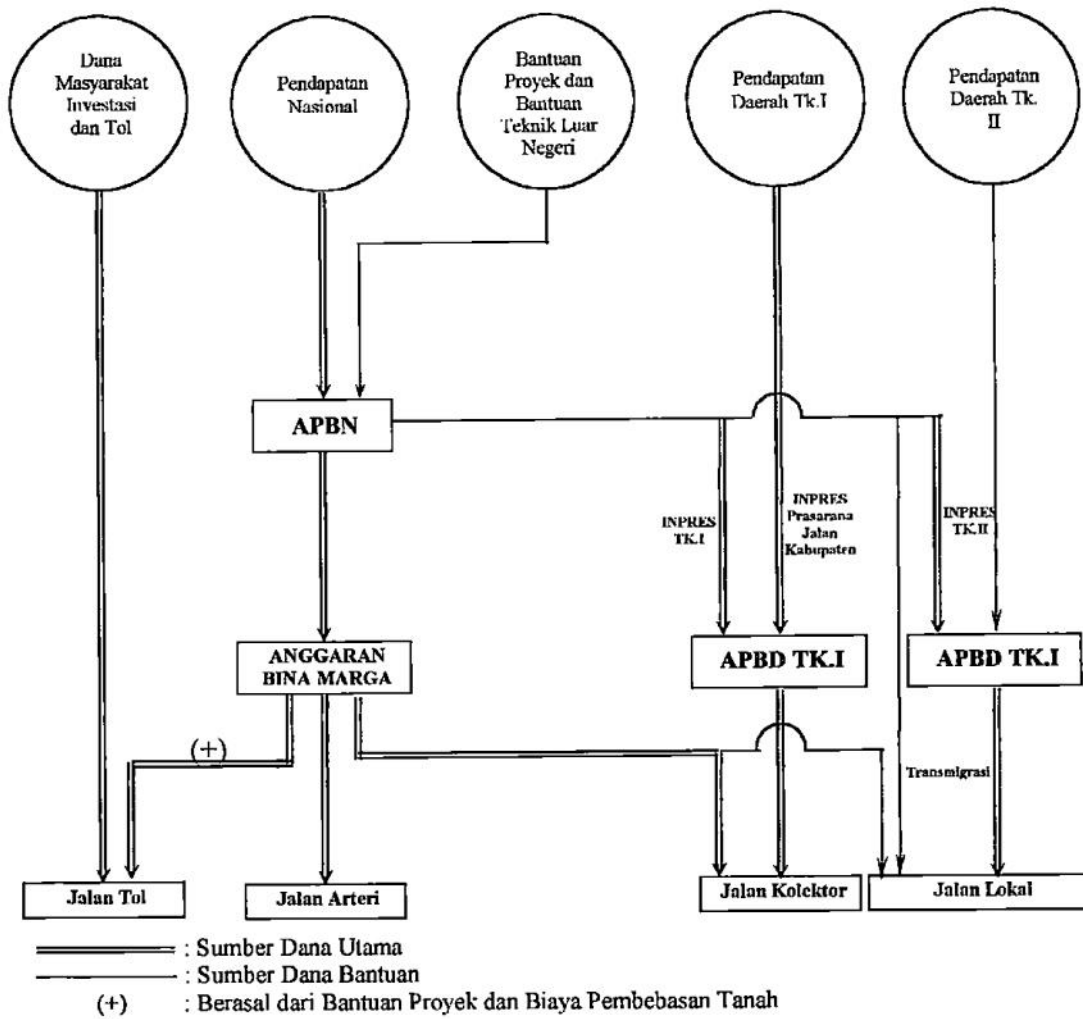 Dana
Masyarakat
Investasi
dan Tol
Pendapatan
Nasional
Bantuan
Proyek dan
Bantuan
Teknik Luar
Negeri
Pendapatan
Daerah Tk.I
Pendapatan
Daerah Tk.
II
APBN
INPRES
TK.I
INPRES
Prasarana
Jalan
Kabupaten
INPRES
TK.II
ANGGARAN
BINA MARGA
APBD TK.I
APBD TK.I
(+)
Transmigrasi
Jalan Tol
Jalan Arteri
Jalan Kolektor
Jalan Lokal
: Sumber Dana Utama
: Sumber Dana Bantuan
(+) : Berasal dari Bantuan Proyek dan Biaya Pembebasan Tanah